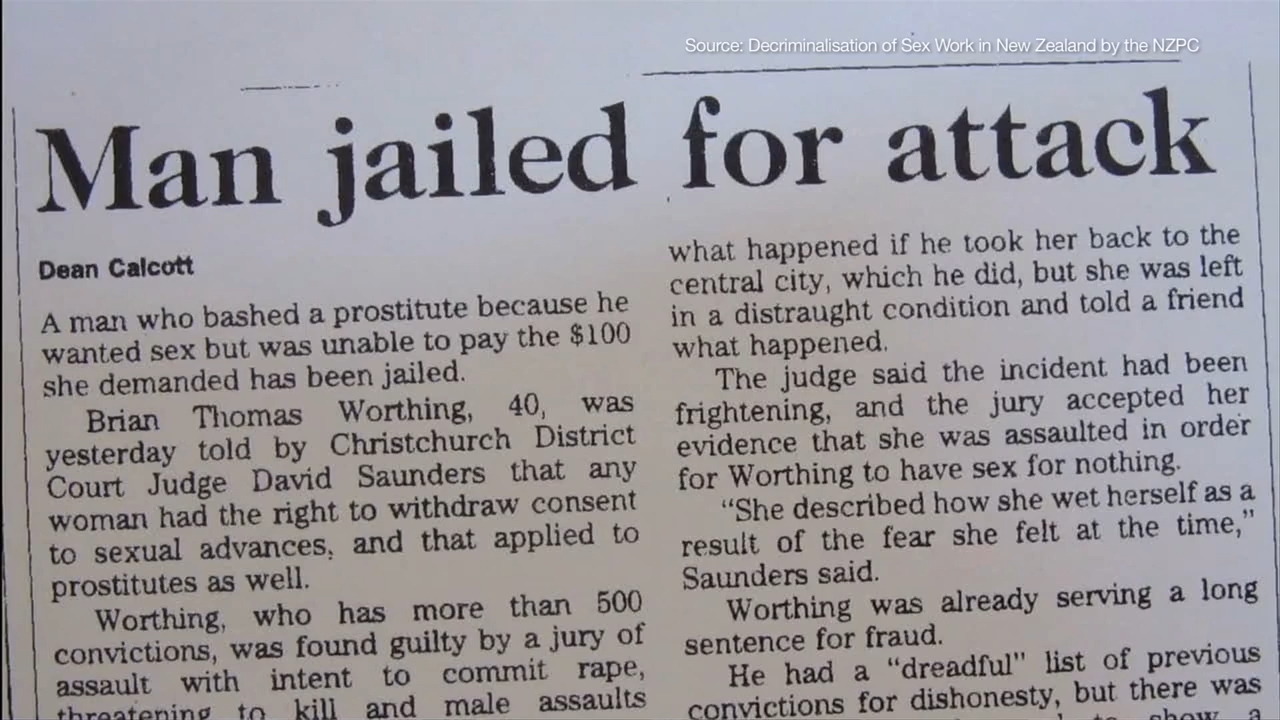 Source: Decriminalisation of Sex Work in New Zealand by the NZPC
Man jailed for attack
Dean Calcott
A man who bashed a prostitute because he
wanted sex but was unable to pay the $100
she demanded has been jailed.
Brian Thomas Worthing, 40, was
yesterday told by Christchurch District
Court Judge David Saunders that any
woman had the right to withdraw consent
to sexual advances, and that applied to
prostitutes as well.
Worthing, who has more than 500
convictions, was found guilty by a jury of
assault with intent to commit rape,
threatening to kill and male assaults
what happened if he took her back to the
central city, which he did, but she was left
in a distraught condition and told a friend
what happened.
The judge said the incident had been
frightening, and the jury accepted her
evidence that she was assaulted in order
for Worthing to have sex for nothing.
"She described how she wet herself as a
result of the fear she felt at the time,"
Saunders said.
Worthing was already serving a long
sentence for fraud.
He had a "dreadful" list of previous
convictions for dishonesty, but there was
show a